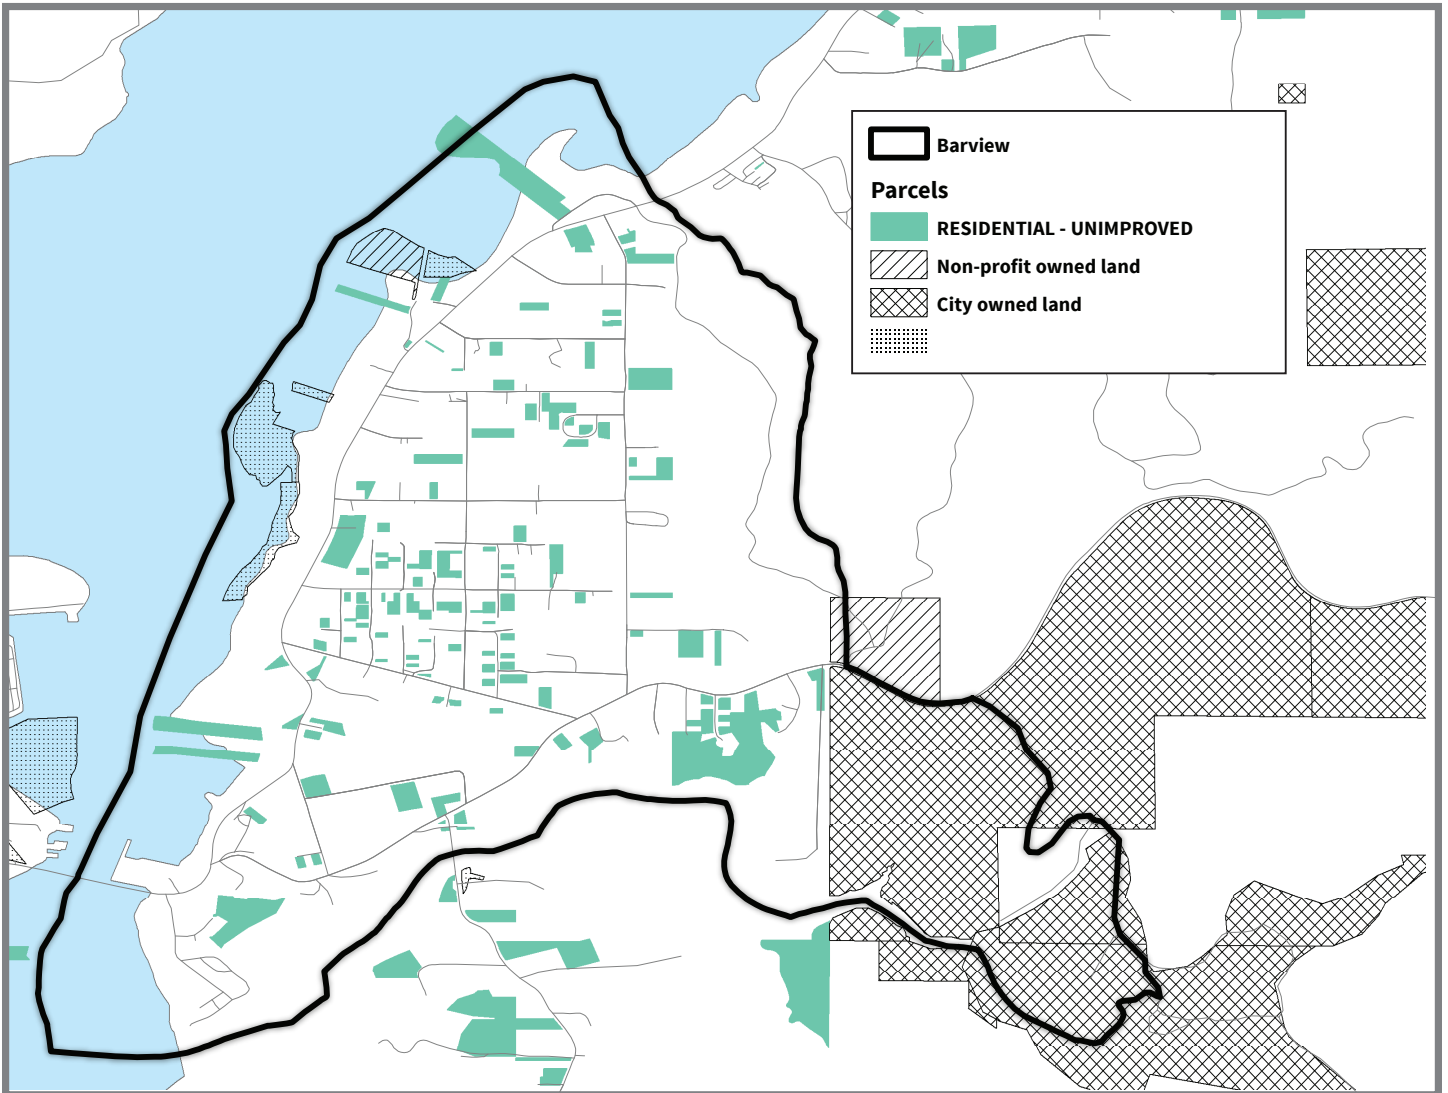 Barview
Parcels
RESIDENTIAL - UNIMPROVED
Non-profit owned land
City owned land